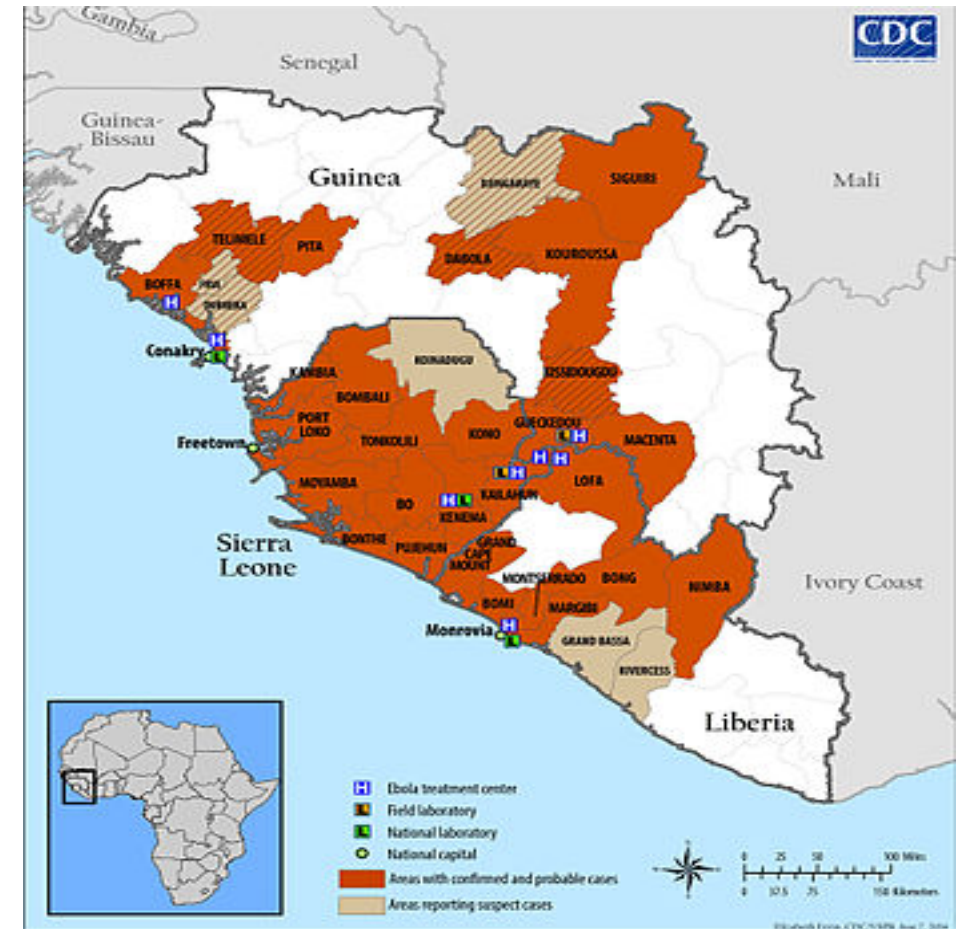 Gambia
CDC
Senegal
Guinea-
Bissau
Guinea
Mali
SIGUIRI
TELIMELE
PITA
DABOLA
KOUROUSSA
BOFFA
DUBREKA
H
H
Conakry
L
KOINADUGU
KISSIDOUGOU
KAMBIA
BOMBALI
PORT
LOKO
KONO
GUECKEDOU
MACENTA
TONKOLILI
L H
Freetown
H H
LOFA
L H
KAILAHUN
MOYAMBA
BO
H L
KENEMA
Sierra
Leone
BONTHE
PUJEHUN
GRAND
CAPE
MOUNT
MONTSERRADO
BONG
NIMBA
Ivory Coast
BOMI
MARGIBI
H
Monrovia
L
GRAND BASSA
RIVERCESS
Liberia
H Ebola treatment center
L Field laboratory
L National laboratory
National capital
Areas with confirmed and probable cases
Areas reporting suspect cases
0 25 50 100 Miles
0 37.5 75 150 Kilometers